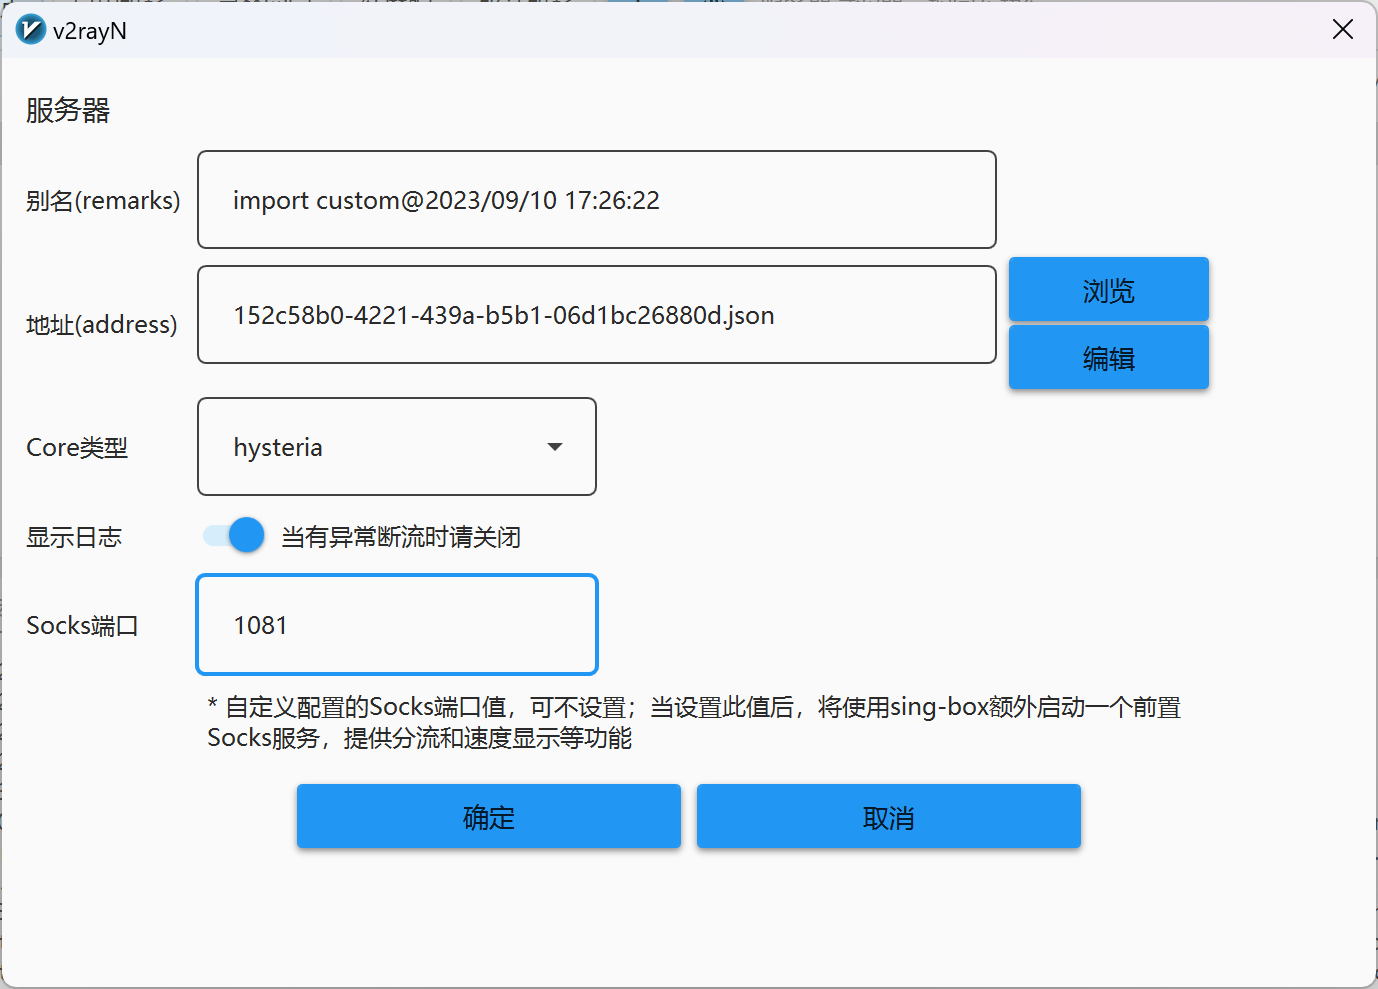 v2rayN
服务器
别名(remarks)
import custom@2023/09/10 17:26:22
地址(address)
152c58b0-4221-439a-b5b1-06d1bc26880d.json
浏览
编辑
Core类型
hysteria
显示日志
当有异常断流时请关闭
Socks端口
1081
* 自定义配置的Socks端口值，可不设置；当设置此值后，将使用sing-box额外启动一个前置
Socks服务，提供分流和速度显示等功能
确定
取消